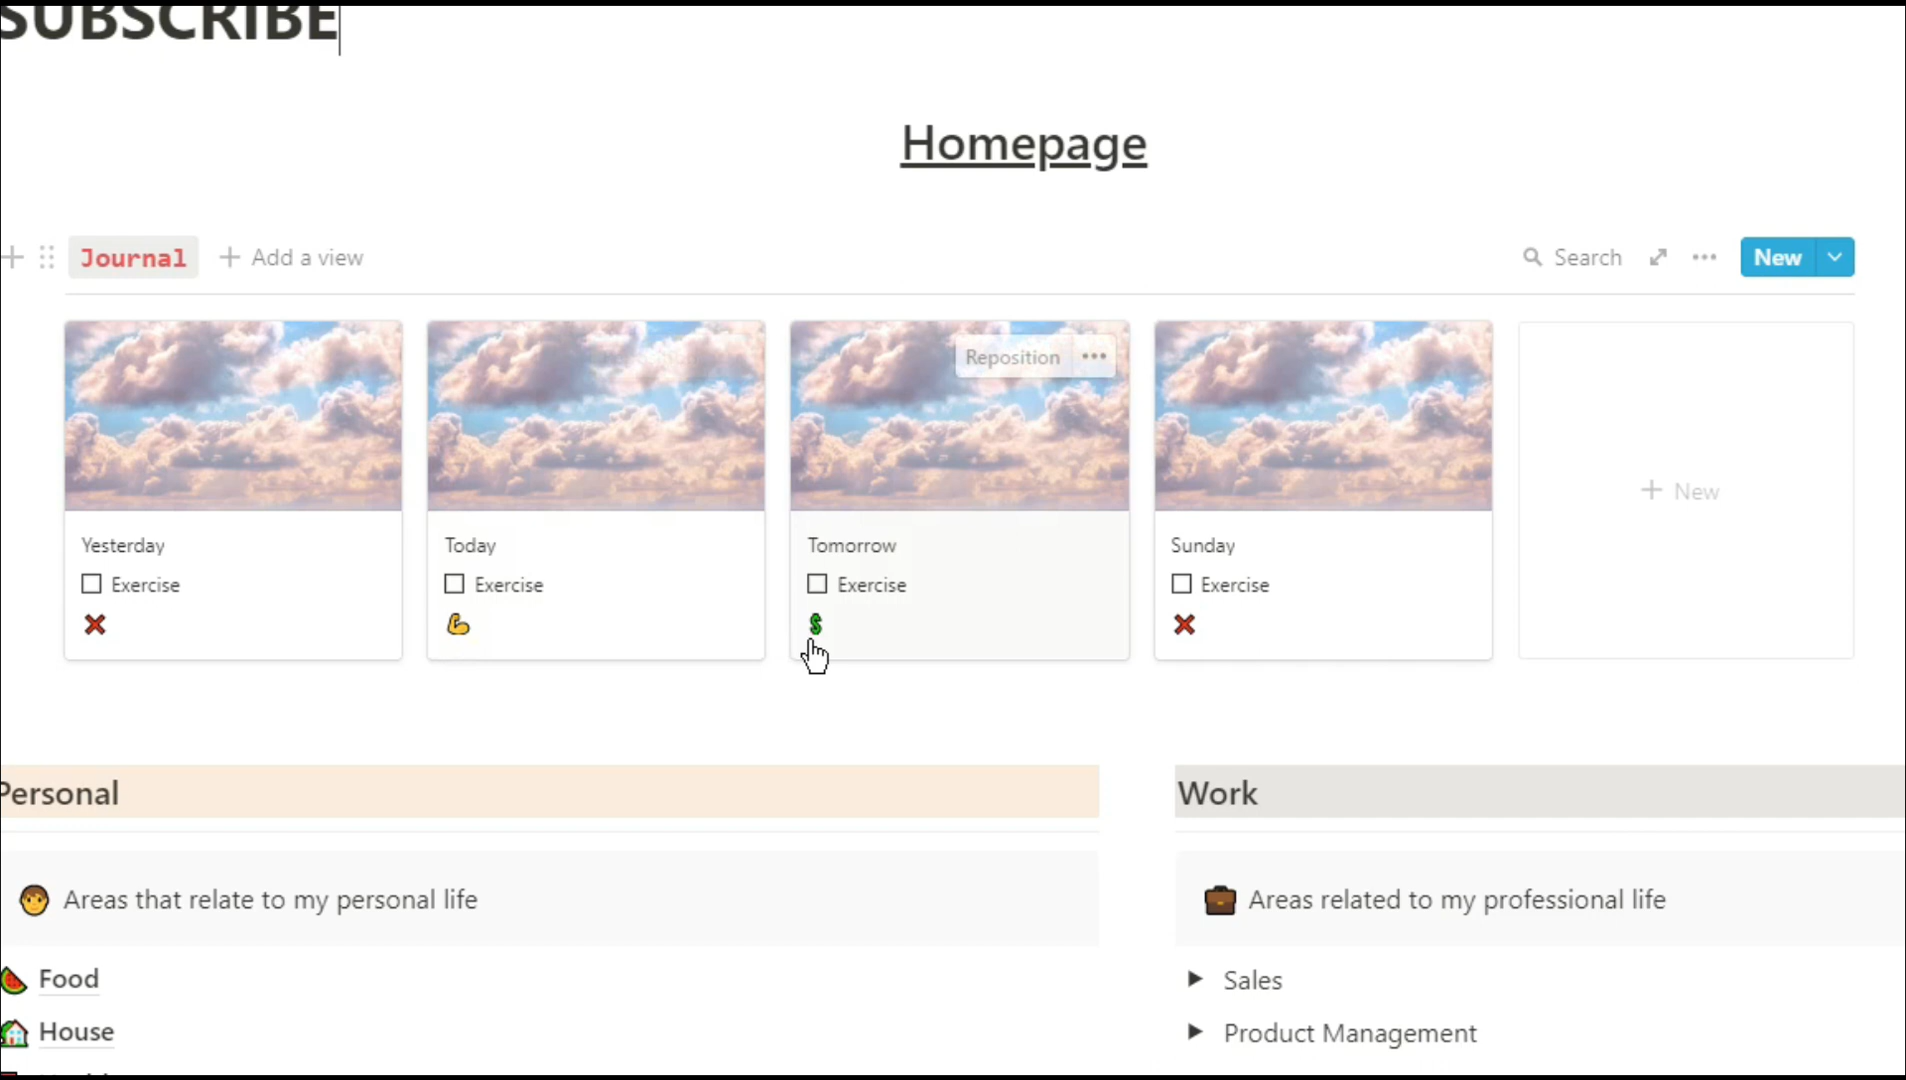 SUBSCRIBE
Homepage
Journal + Add a view Search New
Reposition
Yesterday
Exercise
Today
Exercise
Tomorrow
Exercise
Sunday
Exercise
+ New
Personal
Areas that relate to my personal life
Food
House
Work
Areas related to my professional life
Sales
Product Management